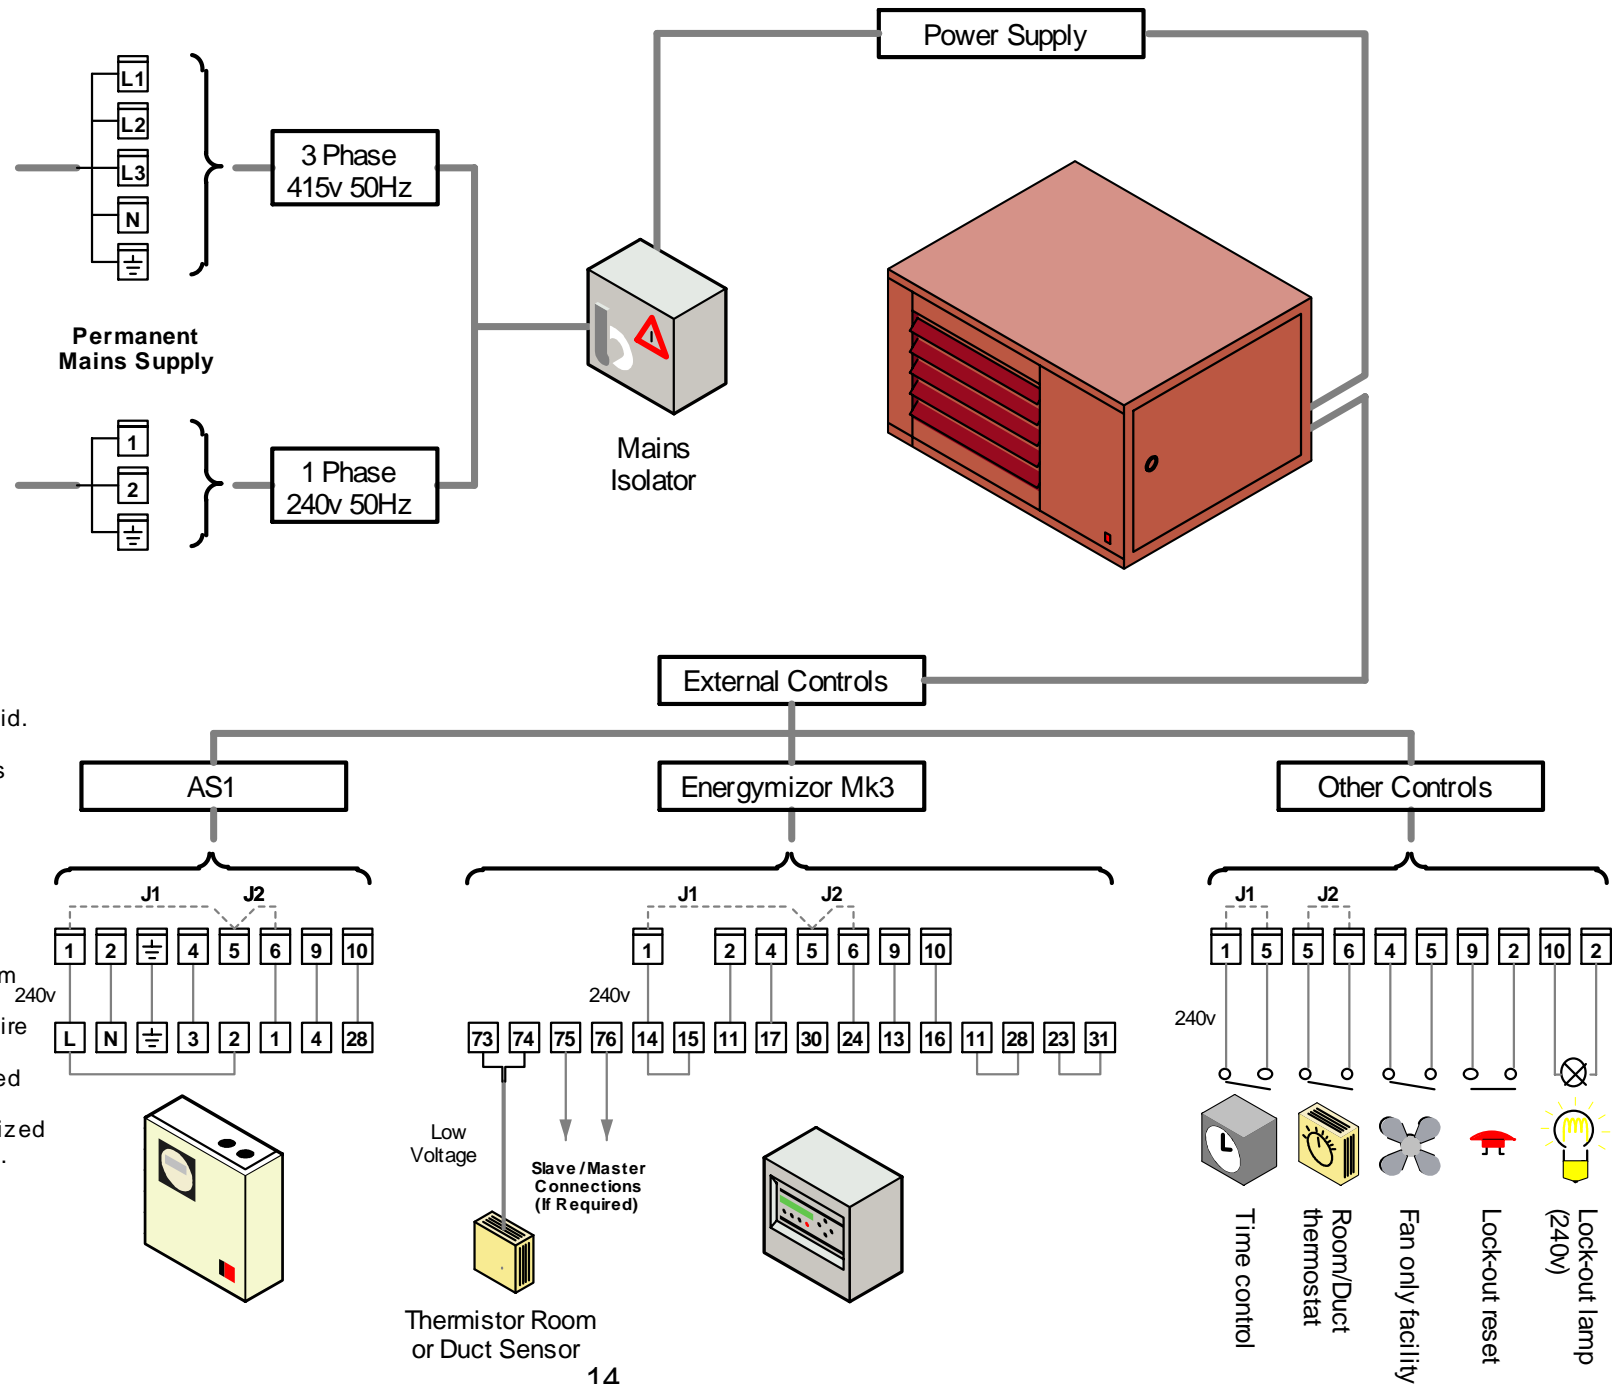 Power Supply
L1
L2
L3
N
3 Phase
415v 50Hz
Permanent
Mains Supply
1
2
1 Phase
240v 50Hz
Mains
Isolator
External Controls
id.
s
AS1
Energymizor Mk3
Other Controls
J1 J2
1 2 4 5 6 9 10
240v
L N 3 2 1 4 28
m
ire
ed
ized
.
J1 J2
1 2 4 5 6 9 10
240v
73 74 75 76 14 15 11 17 30 24 13 16 11 28 23 31
Low
Voltage
Slave/Master
Connections
(If Required)
Thermistor Room
or Duct Sensor
J1 J2
1 5 5 6 4 5 9 2 10 2
240v
Time control
Room/Duct
thermostat
Fan only facility
Lock-out reset
Lock-out lamp
(240v)
14